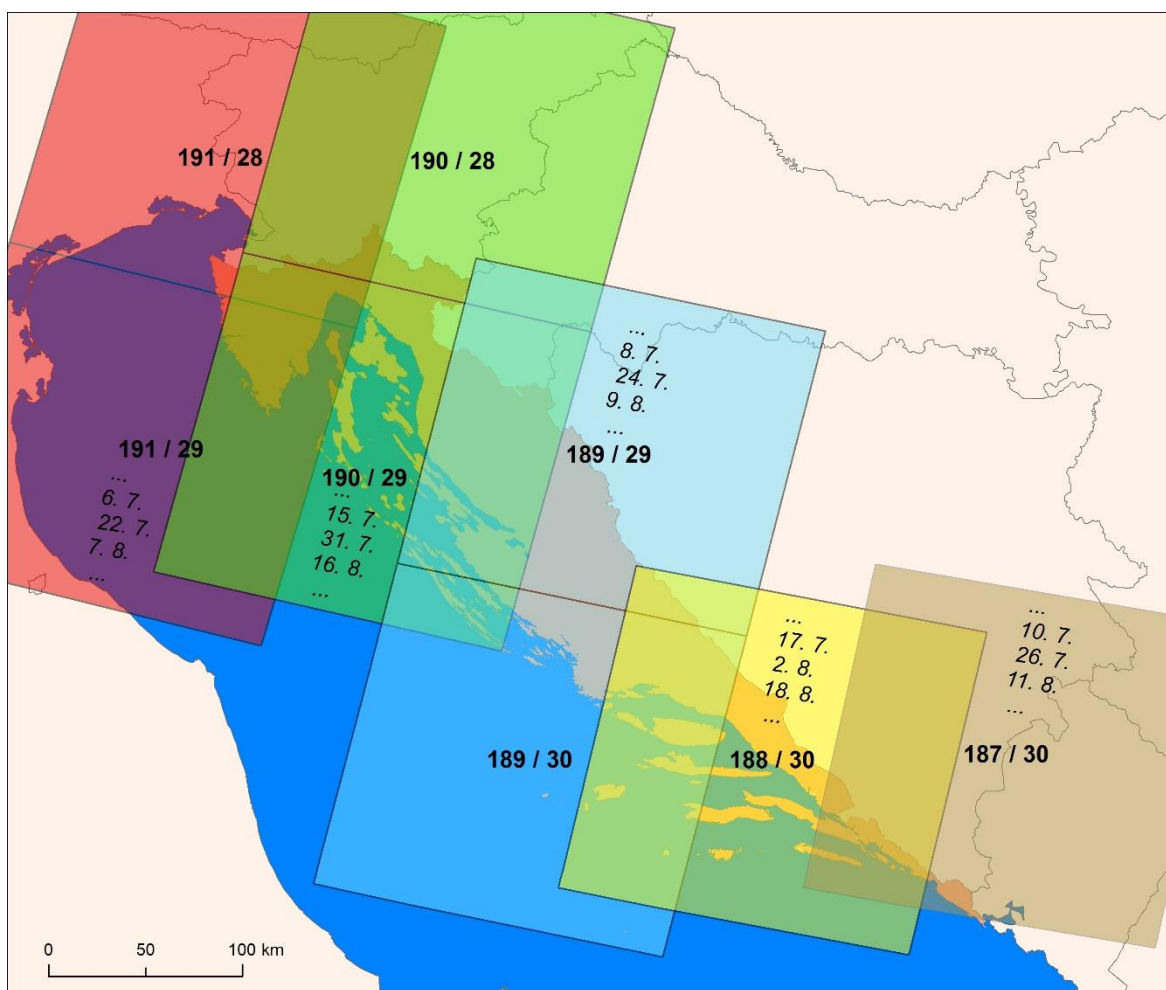 191 / 28
190 / 28
...
8. 7.
24. 7.
9. 8.
...
189 / 29
191 / 29
...
6. 7.
22. 7.
7. 8.
...
190 / 29
...
15. 7.
31. 7.
16. 8.
...
...
17. 7.
2. 8.
18. 8.
...
...
10. 7.
26. 7.
11. 8.
...
189 / 30
188 / 30
187 / 30
0 50 100 km